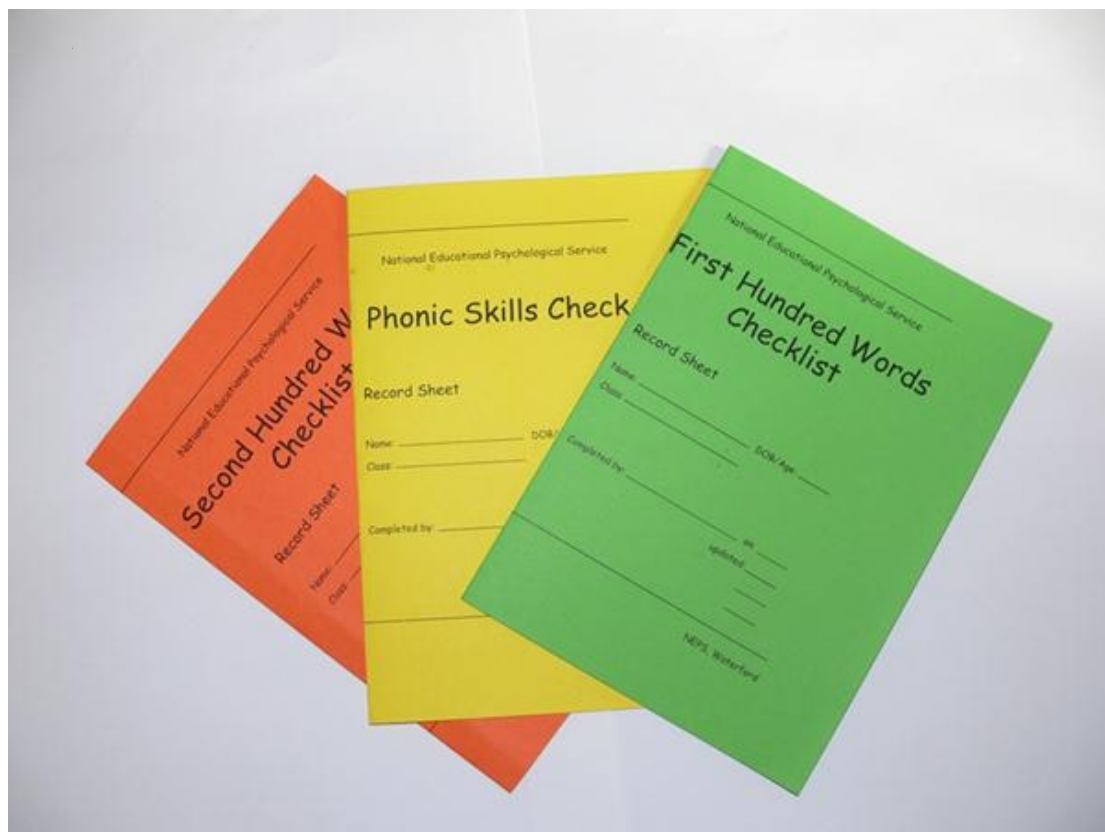 National Educational Psychological Service
Second Hundred W
Checklist
Record Sheet
Name:
Class:
National Educational Psychological Service
Phonic Skills Check
Record Sheet
Name: DOB/
Class:
Completed by:
National Educational Psychological Service
First Hundred Words
Checklist
Record Sheet
Name: DOB/Age
Class:
Completed by: on
updated
NEPS, Waterford